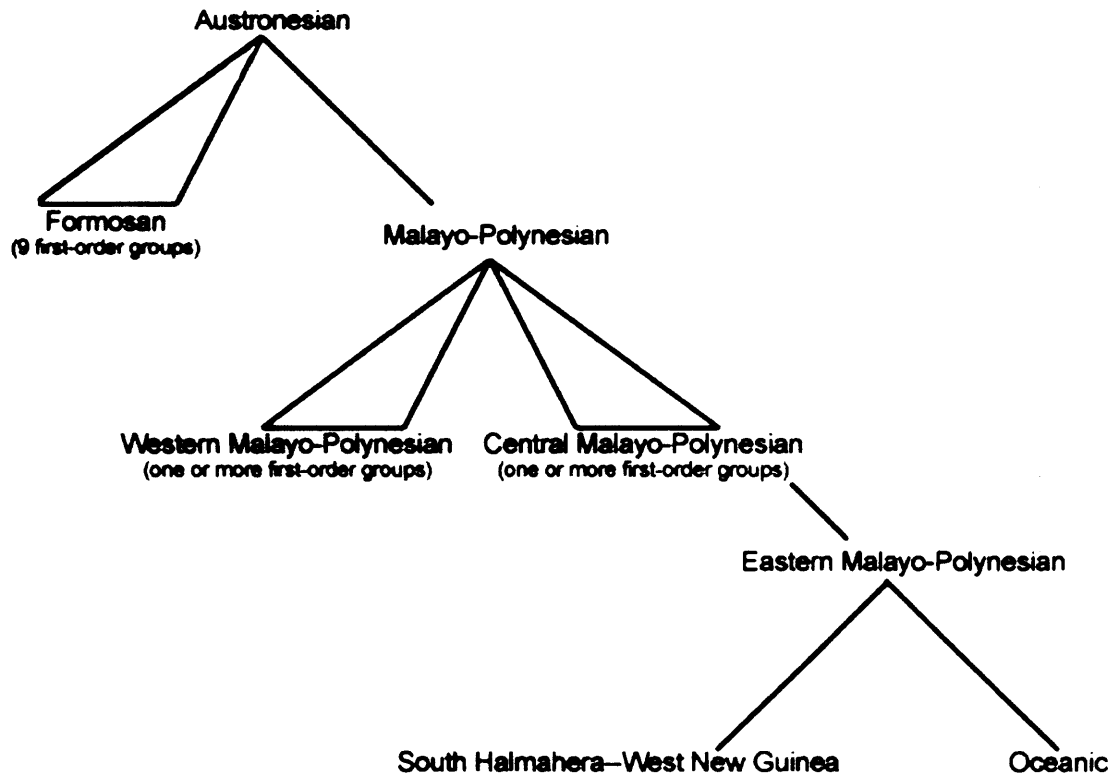 Austronesian
Formosan
(9 first-order groups)
Malayo-Polynesian
Western Malayo-Polynesian
(one or more first-order groups)
Central Malayo-Polynesian
(one or more first-order groups)
Eastern Malayo-Polynesian
South Halmahera–West New Guinea
Oceanic